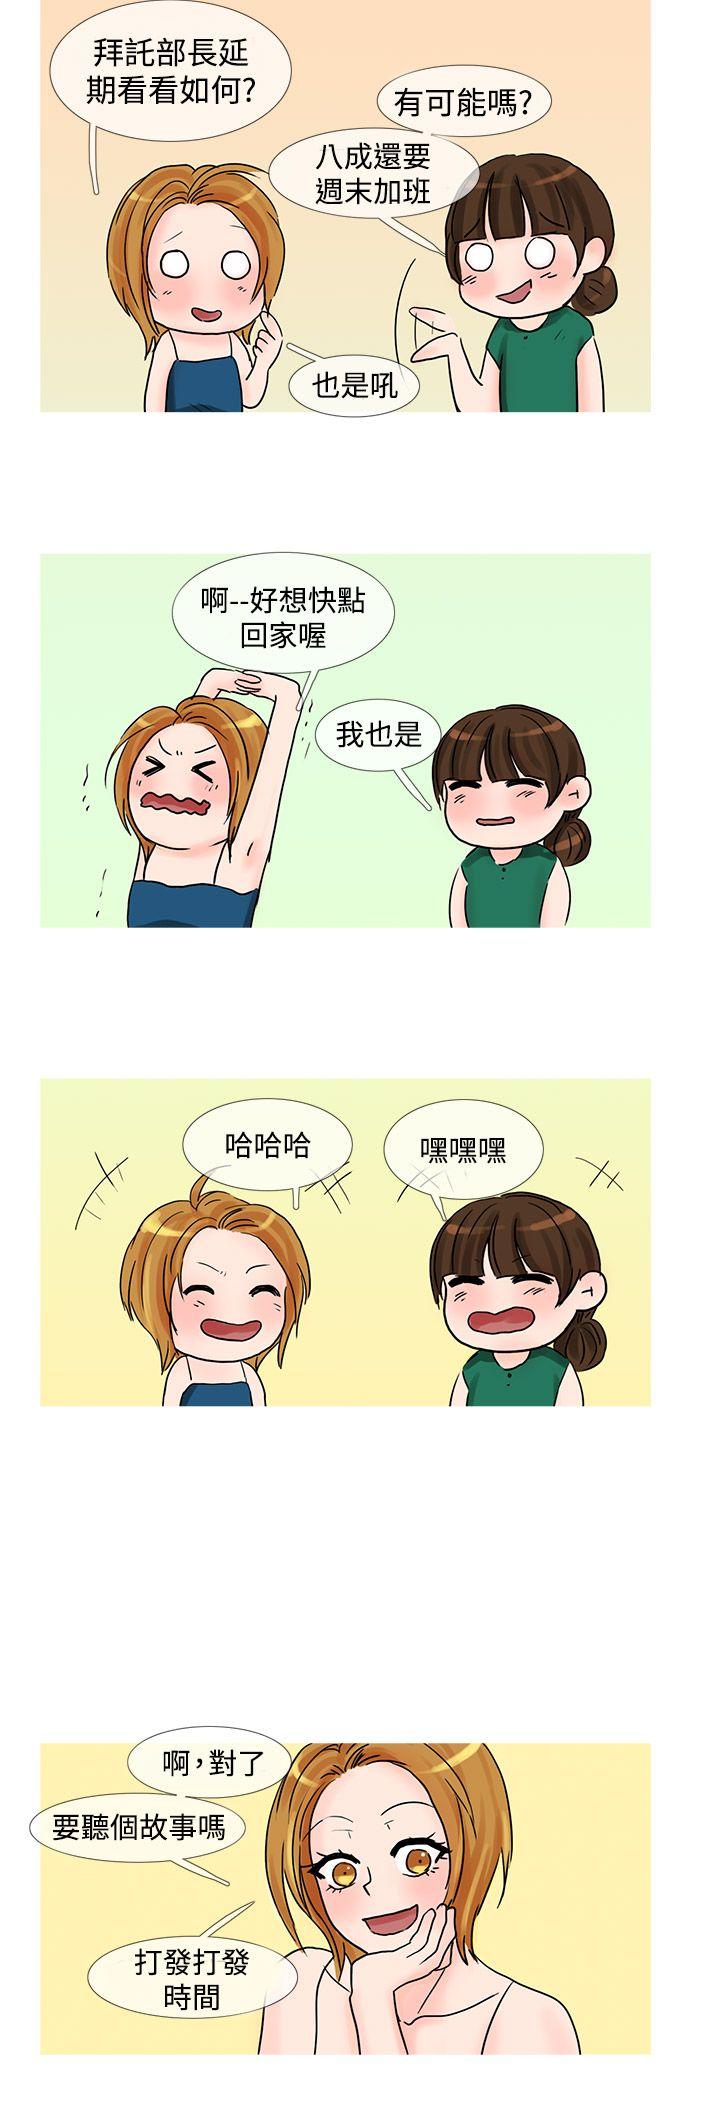 拜託部長延
期看看如何?
有可能嗎?
八成還要
週末加班
也是吼
啊--好想快點
回家喔
我也是
哈哈哈
嘿嘿嘿
啊，對了
要聽個故事嗎
打發打發
時間